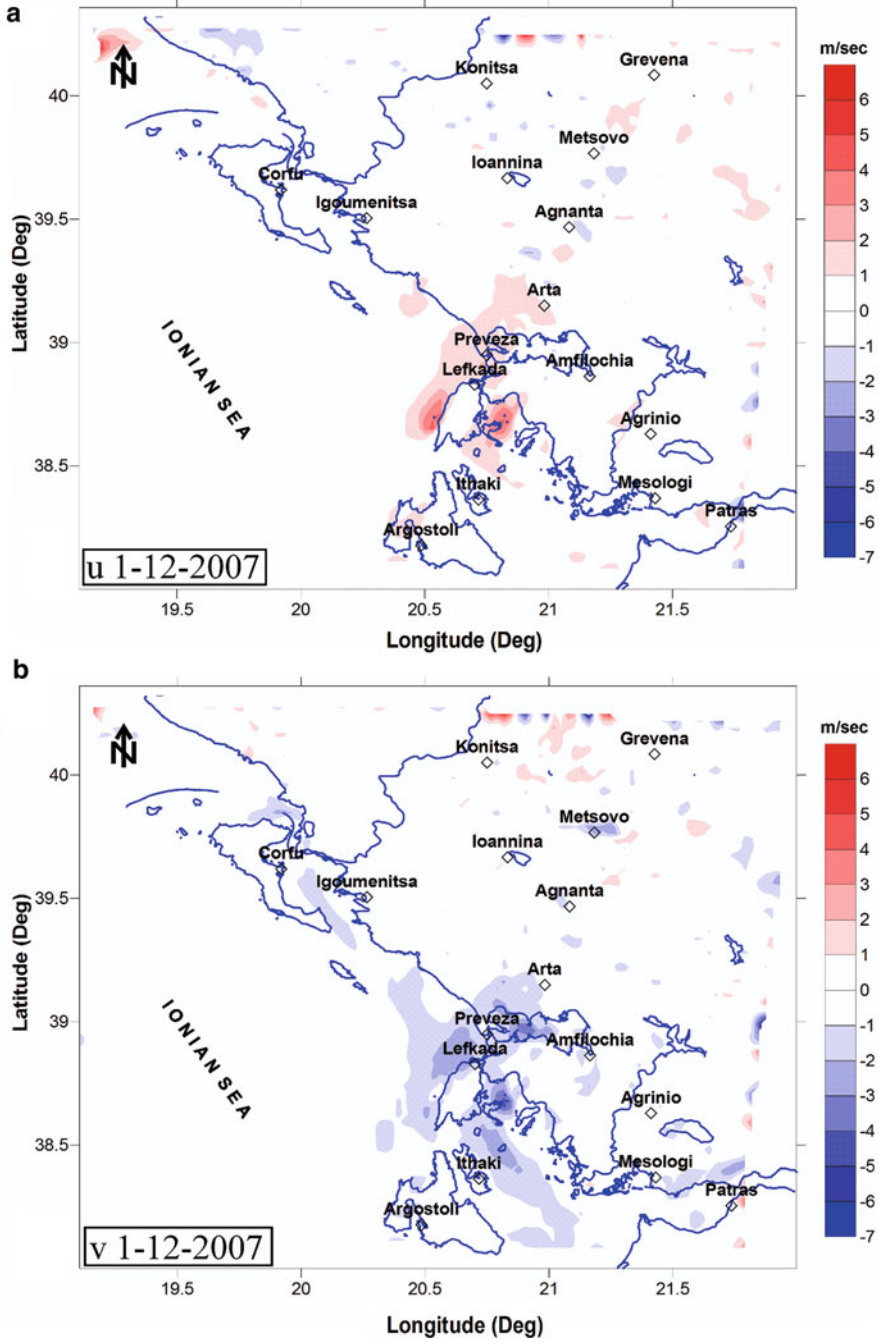 a
N
m/sec
Konitsa
Grevena
40
6
5
Metsovo
4
Ioannina
3
Corfu
2
Igoumenitsa
39.5
Agnanta
1
0
Arta
-1
39
Preveza
-2
Lefkada
Amfilochia
-3
IONIAN SEA
Agrinio
-4
38.5
Ithaki
Mesologi
-5
Patras
Argostoli
-6
u 1-12-2007
-7
19.5 20 20.5 21 21.5
Latitude (Deg)
Longitude (Deg)
b
N
m/sec
Konitsa
Grevena
40
6
5
Metsovo
4
Ioannina
3
Corfu
2
Igoumenitsa
39.5
Agnanta
1
0
Arta
-1
39
Preveza
-2
Lefkada
Amfilochia
-3
IONIAN SEA
Agrinio
-4
38.5
Ithaki
Mesologi
-5
Patras
Argostoli
-6
v 1-12-2007
-7
19.5 20 20.5 21 21.5
Latitude (Deg)
Longitude (Deg)